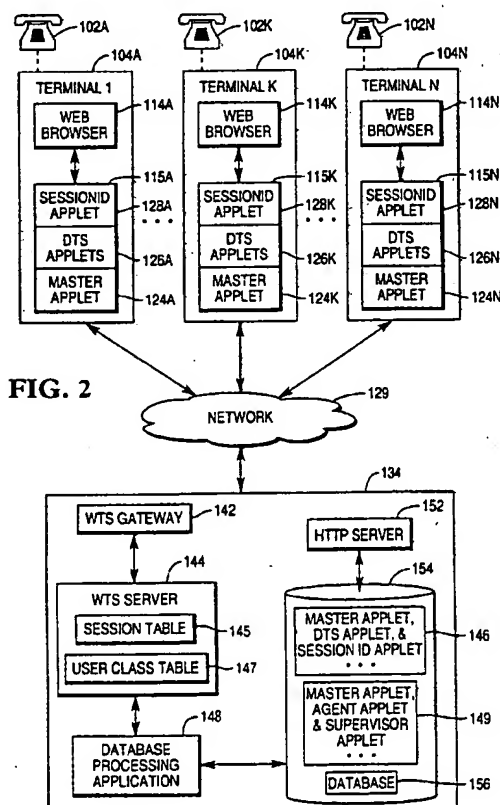 102A
102K
102N
104A
104K
104N
TERMINAL 1
TERMINAL K
TERMINAL N
114A
114K
114N
WEB
BROWSER
WEB
BROWSER
WEB
BROWSER
115A
115K
115N
SESSIONID
APPLET
128A
SESSIONID
APPLET
128K
SESSIONID
APPLET
128N
. . .
. . .
DTS
APPLETS
126A
DTS
APPLETS
126K
DTS
APPLETS
126N
MASTER
APPLET
124A
MASTER
APPLET
124K
MASTER
APPLET
124N
FIG. 2
NETWORK
129
134
WTS GATEWAY
142
HTTP SERVER
152
144
154
WTS SERVER
SESSION TABLE
145
USER CLASS TABLE
147
MASTER APPLET,
DTS APPLET, &
SESSION ID APPLET
. . .
146
MASTER APPLET,
AGENT APPLET
& SUPERVISOR
APPLET
. . .
149
DATABASE
PROCESSING
APPLICATION
148
DATABASE
156